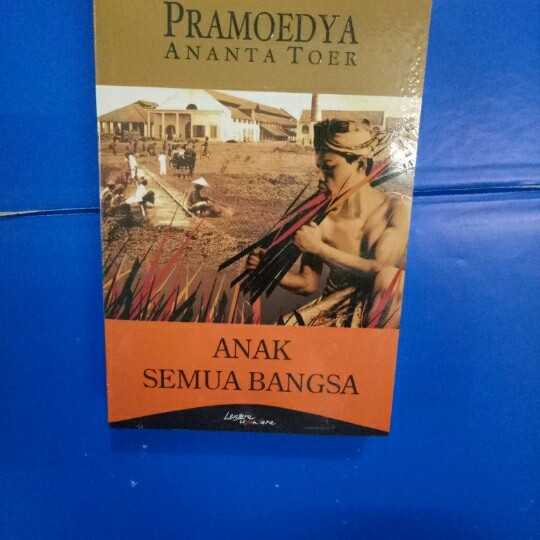 PRAMOEDYA
ANANTA TOER
ANAK
SEMUA BANGSA